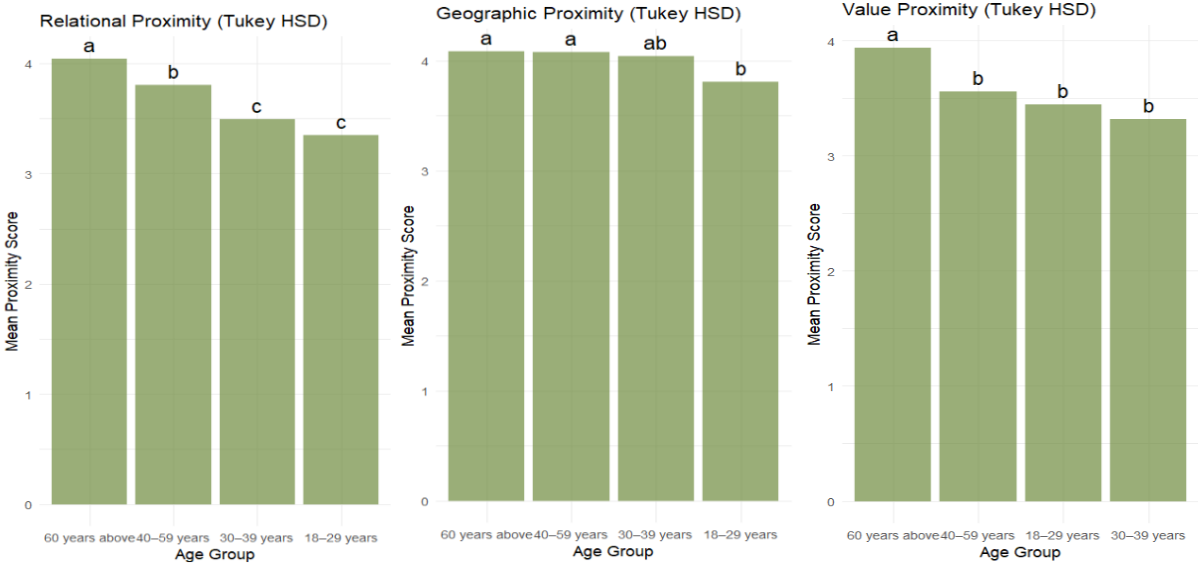 Relational Proximity (Tukey HSD)
a
b
c
c
4
3
2
1
0
Mean Proximity Score
60 years above
40–59 years
30–39 years
18–29 years
Age Group
Geographic Proximity (Tukey HSD)
a
a
ab
b
4
3
2
1
0
Mean Proximity Score
60 years above
40–59 years
30–39 years
18–29 years
Age Group
Value Proximity (Tukey HSD)
a
b
b
b
4
3
2
1
0
Mean Proximity Score
60 years above
40–59 years
18–29 years
30–39 years
Age Group